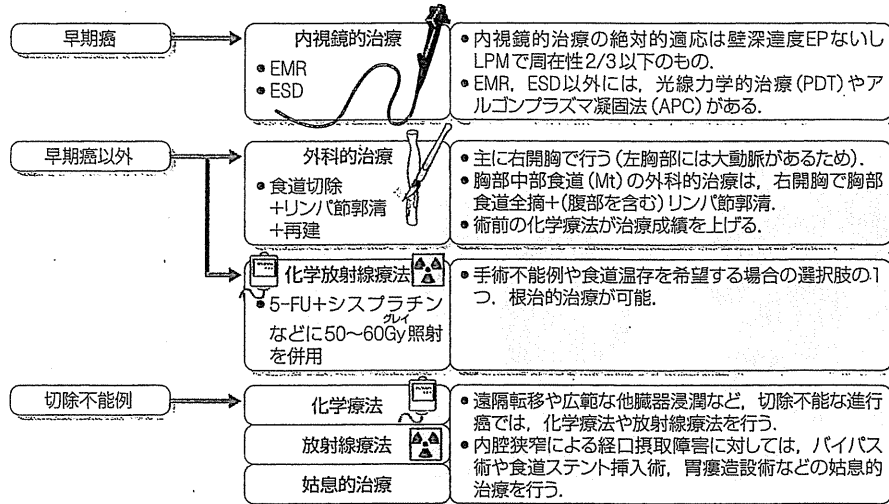 早期癌
内視鏡的治療
● EMR
● ESD
● 内視鏡的治療の絶対的適応は壁深達度EPないし
LPMで周在性2/3以下のもの.
● EMR, ESD以外には, 光線力学的治療(PDT)やア
ルゴンプラズマ凝固法(APC)がある.
早期癌以外
外科的治療
● 食道切除
+リンパ節郭清
+再建
● 主に右開胸で行う(左胸部には大動脈があるため).
● 胸部中部食道(Mt)の外科的治療は, 右開胸で胸部
食道全摘+(腹部を含む)リンパ節郭清.
● 術前の化学療法が治療成績を上げる.
化学放射線療法
● 5-FU+シスプラチン
グレイ
などに50〜60Gy照射
を併用
● 手術不能例や食道温存を希望する場合の選択肢の1
つ. 根治的治療が可能.
切除不能例
化学療法
放射線療法
姑息的治療
● 遠隔転移や広範な他臓器浸潤など, 切除不能な進行
癌では, 化学療法や放射線療法を行う.
● 内腔狭窄による経口摂取障害に対しては, バイパス
術や食道ステント挿入術, 胃瘻造設術などの姑息的
治療を行う.